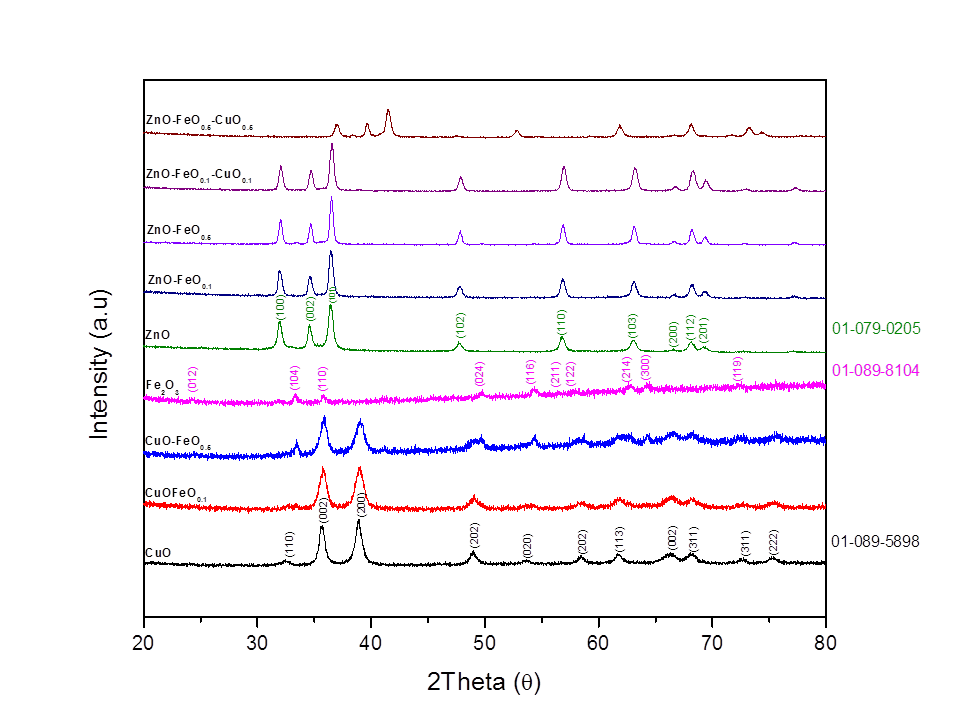 ZnO-FeO0.5-CuO0.5
ZnO-FeO0.1-CuO0.1
ZnO-FeO0.5
ZnO-FeO0.1
ZnO
(100)
(002)
(102)
(110)
(103)
(200)
(112)
(201)
01-079-0205
Fe2O3
(012)
(104)
(110)
(024)
(116)
(211)
(122)
(214)
(300)
(119)
01-089-8104
CuO-FeO0.5
CuOFeO0.1
CuO
(110)
(002)
(200)
(202)
(020)
(202)
(113)
(002)
(311)
(311)
(222)
01-089-5898
Intensity (a.u)
20 30 40 50 60 70 80
2Theta (θ)